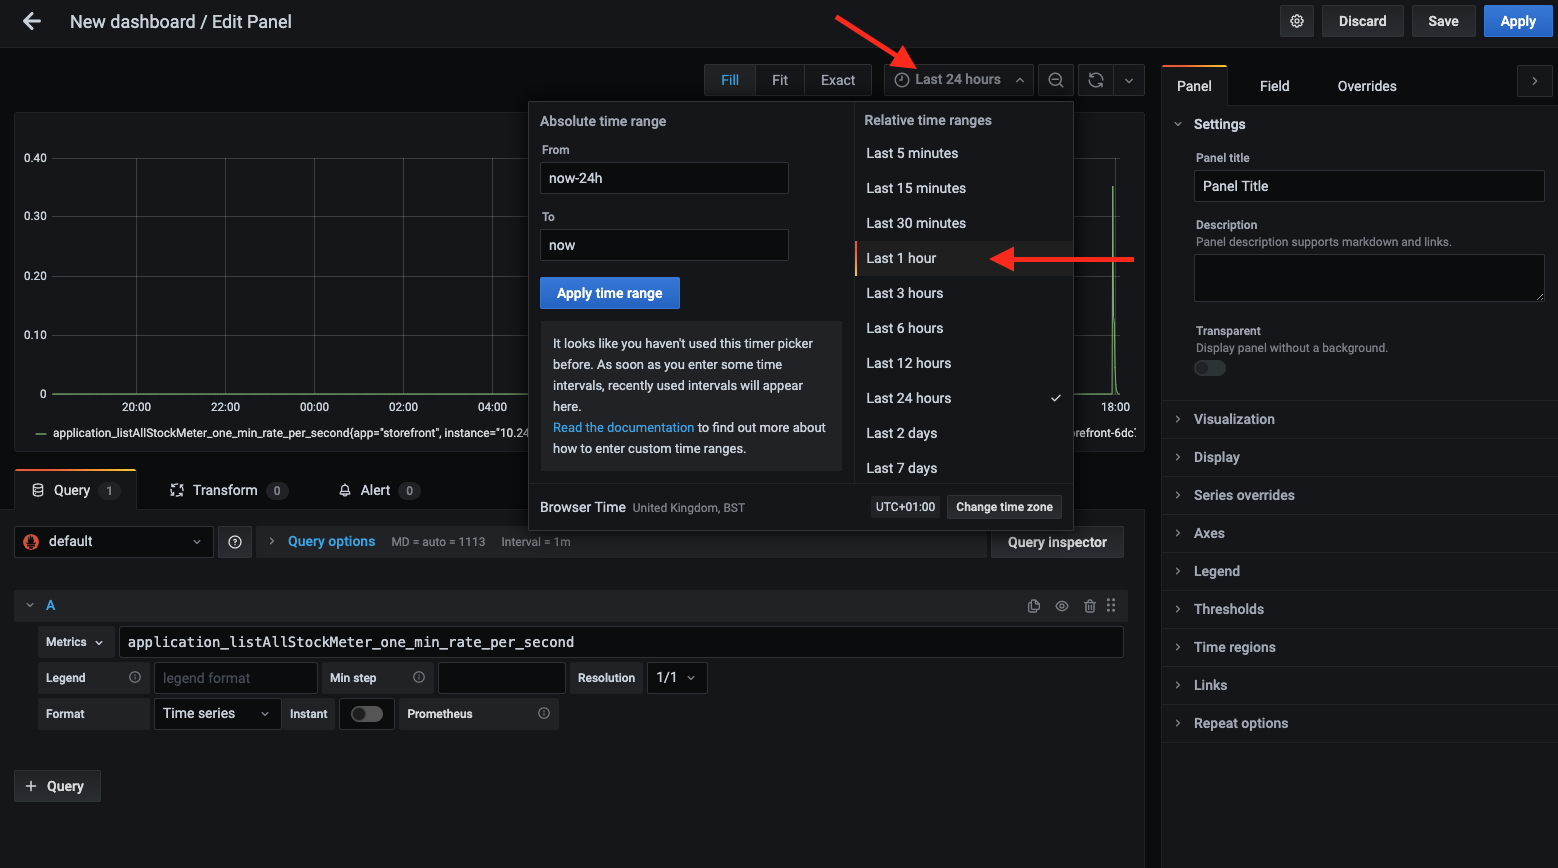 New dashboard / Edit Panel
Discard
Save
Apply
Fill
Fit
Exact
Last 24 hours
Absolute time range
From
now-24h
To
now
Apply time range
It looks like you haven't used this timer picker
before. As soon as you enter some time
intervals, recently used intervals will appear
here.
Read the documentation to find out more about
how to enter custom time ranges.
Relative time ranges
Last 5 minutes
Last 15 minutes
Last 30 minutes
Last 1 hour
Last 3 hours
Last 6 hours
Last 12 hours
Last 24 hours
Last 2 days
Last 7 days
Browser Time United Kingdom, BST
UTC+01:00
Change time zone
0.40
0.30
0.20
0.10
0
20:00
22:00
00:00
02:00
04:00
18:00
application_listAllStockMeter_one_min_rate_per_second{app="storefront", instance="10.24
refront-6dc7
Query 1
Transform 0
Alert 0
default
Query options MD = auto = 1113 Interval = 1m
Query inspector
A
Metrics
application_listAllStockMeter_one_min_rate_per_second
Legend
legend format
Min step
Resolution
1/1
Format
Time series
Instant
Prometheus
+ Query
Panel
Field
Overrides
Settings
Panel title
Panel Title
Description
Panel description supports markdown and links.
Transparent
Display panel without a background.
Visualization
Display
Series overrides
Axes
Legend
Thresholds
Time regions
Links
Repeat options